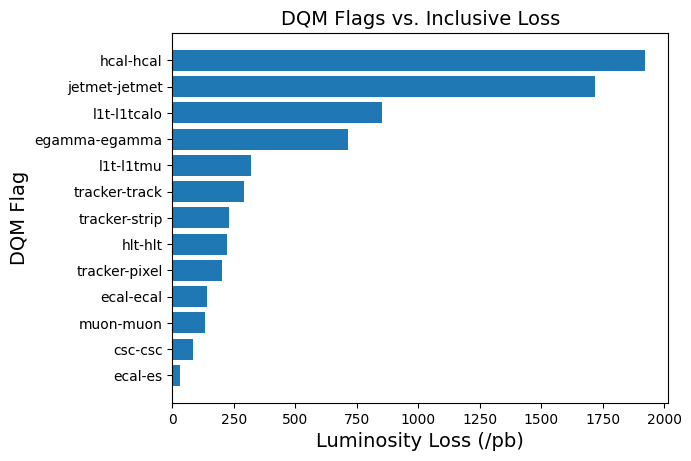 DQM Flags vs. Inclusive Loss
DQM Flag
hcal-hcal
jetmet-jetmet
l1t-l1tcalo
egamma-egamma
l1t-l1tmu
tracker-track
tracker-strip
hlt-hlt
tracker-pixel
ecal-ecal
muon-muon
csc-csc
ecal-es
0 250 500 750 1000 1250 1500 1750 2000
Luminosity Loss (/pb)